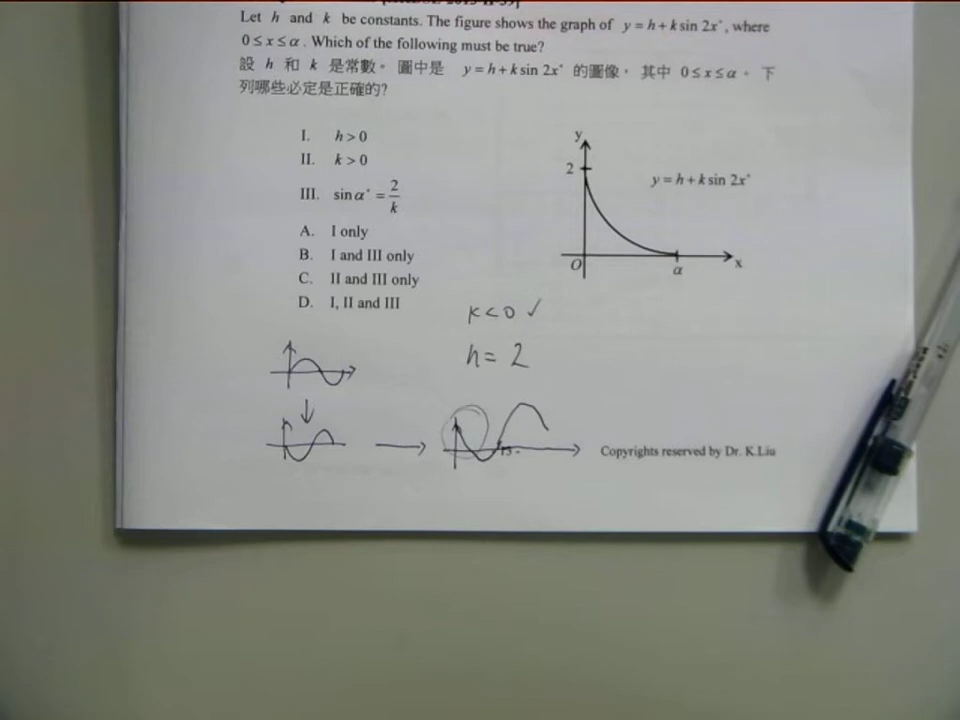 Let h and k be constants. The figure shows the graph of y = h + k sin 2x°, where
0 ≤ x ≤ α. Which of the following must be true?
設 h 和 k 是常數。圖中是 y = h + k sin 2x° 的圖像，其中 0 ≤ x ≤ α。下
列哪些必定是正確的?
I. h > 0
II. k > 0
III. sin α° = 2/k
A. I only
B. I and III only
C. II and III only
D. I, II and III
y
2
y = h + k sin 2x°
O
α
x
k < 0 ✓
h = 2
Copyrights reserved by Dr. K.Liu